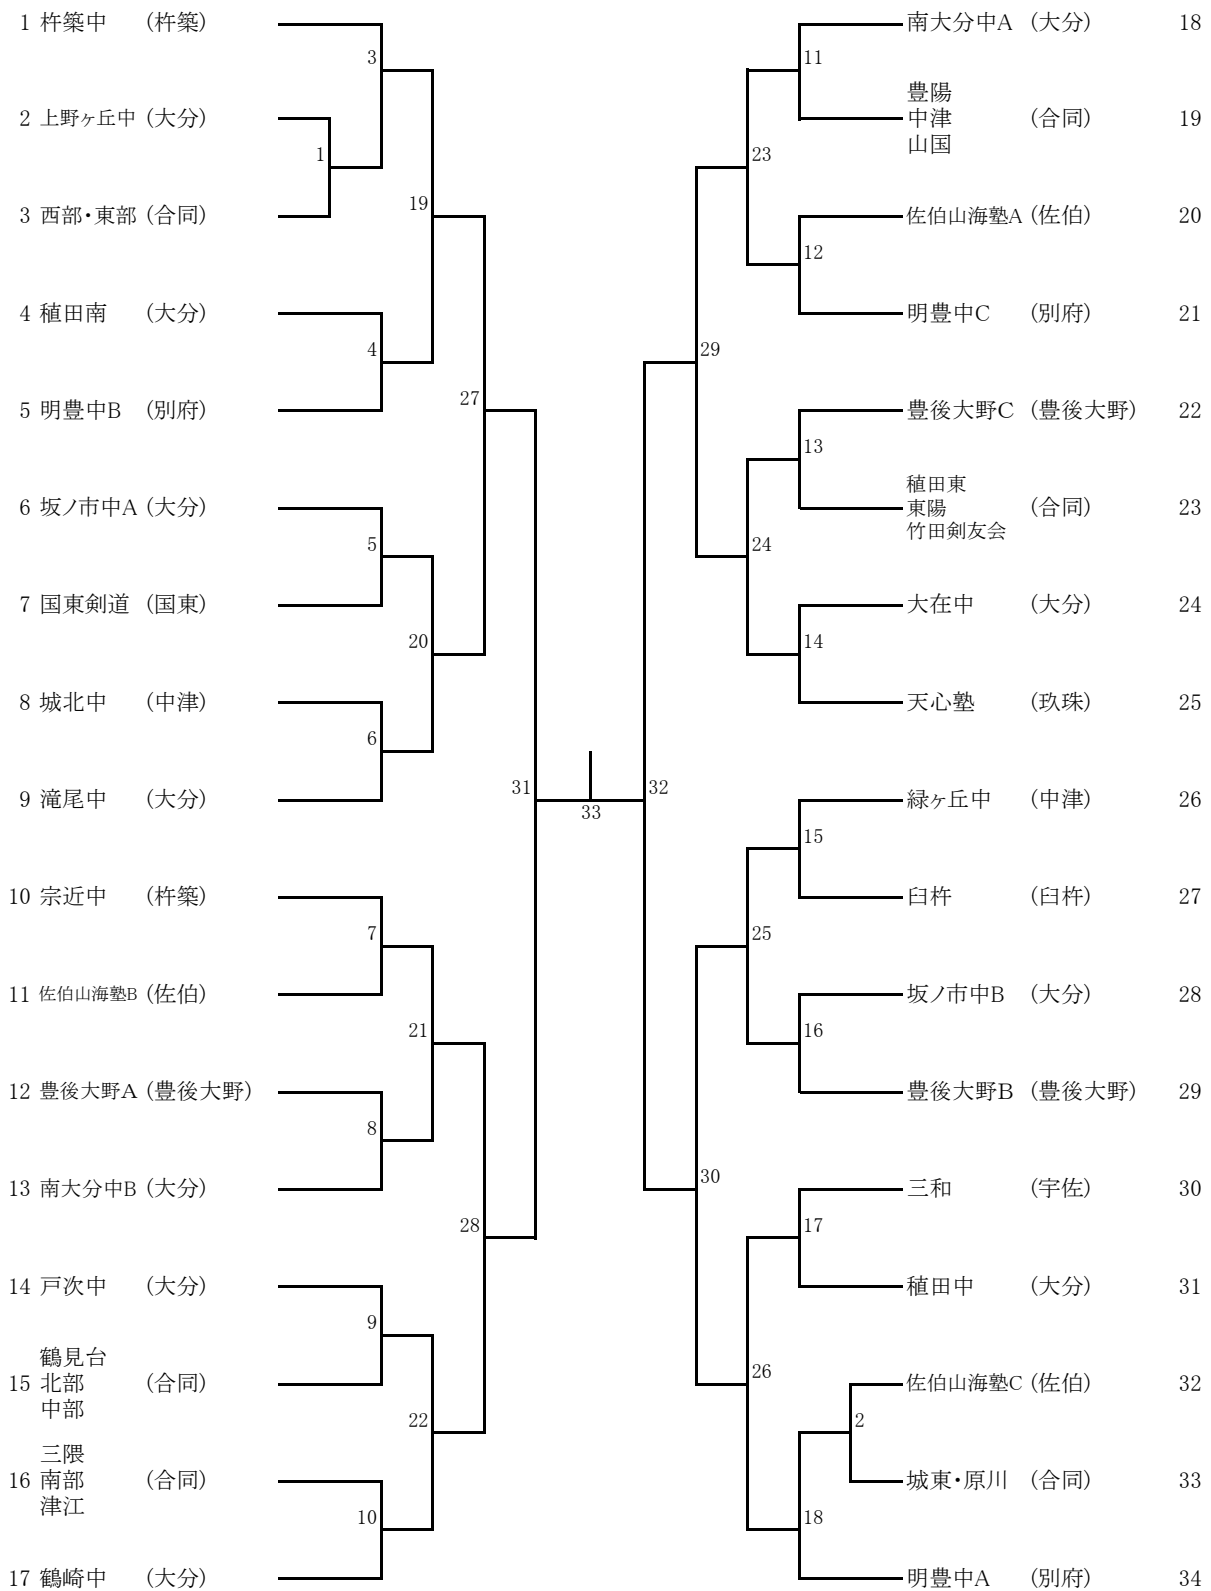 1 杵築中 (杵築)
3
2 上野ヶ丘中 (大分)
1
3 西部・東部 (合同)
19
4 稙田南 (大分)
4
5 明豊中B (別府)
27
6 坂ノ市中A (大分)
5
7 国東剣道 (国東)
20
8 城北中 (中津)
6
9 滝尾中 (大分)
31
33
10 宗近中 (杵築)
7
11 佐伯山海塾B (佐伯)
21
12 豊後大野A (豊後大野)
8
13 南大分中B (大分)
28
14 戸次中 (大分)
9
鶴見台
15 北部 (合同)
中部
22
三隈
16 南部 (合同)
津江
10
17 鶴崎中 (大分)
南大分中A (大分) 18
11
豊陽
中津 (合同) 19
山国
23
佐伯山海塾A (佐伯) 20
12
明豊中C (別府) 21
29
豊後大野C (豊後大野) 22
13
稙田東
東陽 (合同) 23
竹田剣友会
24
大在中 (大分) 24
14
天心塾 (玖珠) 25
32
緑ヶ丘中 (中津) 26
15
臼杵 (臼杵) 27
25
坂ノ市中B (大分) 28
16
豊後大野B (豊後大野) 29
30
三和 (宇佐) 30
17
稙田中 (大分) 31
26
佐伯山海塾C (佐伯) 32
2
城東・原川 (合同) 33
18
明豊中A (別府) 34